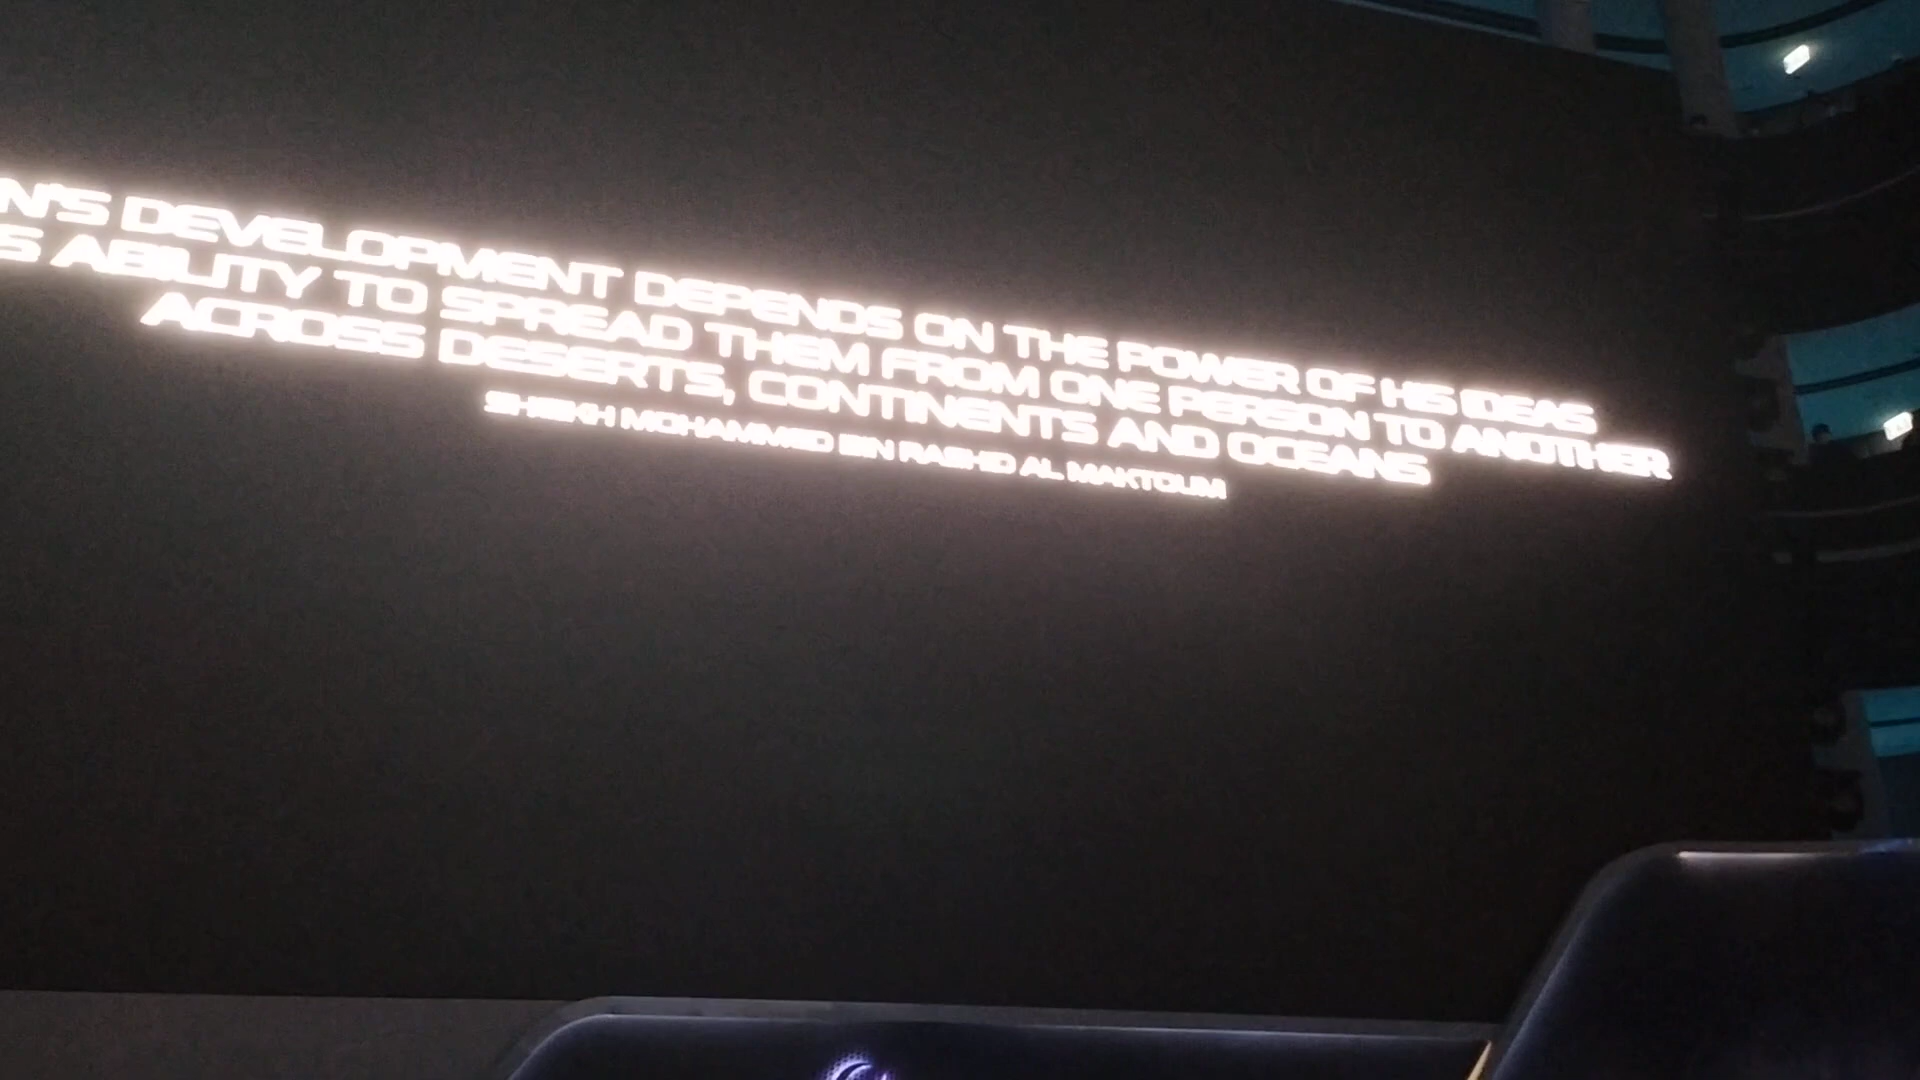 N'S DEVELOPMENT DEPENDS ON THE POWER OF HIS IDEAS
S ABILITY TO SPREAD THEM FROM ONE PERSON TO ANOTHER
ACROSS DESERTS, CONTINENTS AND OCEANS
SHEIKH MOHAMMED BIN RASHID AL MAKTOUM